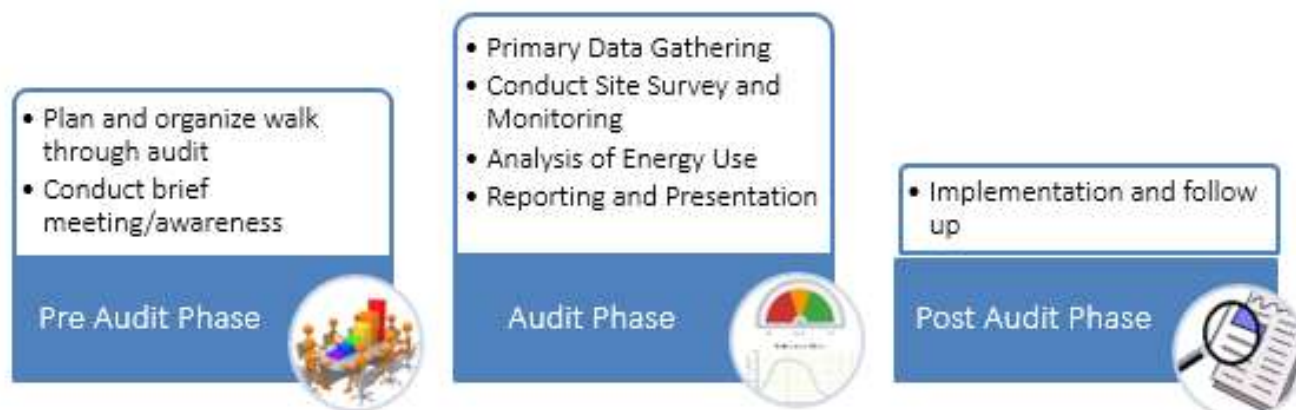 • Plan and organize walk
through audit
• Conduct brief
meeting/awareness
Pre Audit Phase
• Primary Data Gathering
• Conduct Site Survey and
Monitoring
• Analysis of Energy Use
• Reporting and Presentation
Audit Phase
• Implementation and follow
up
Post Audit Phase